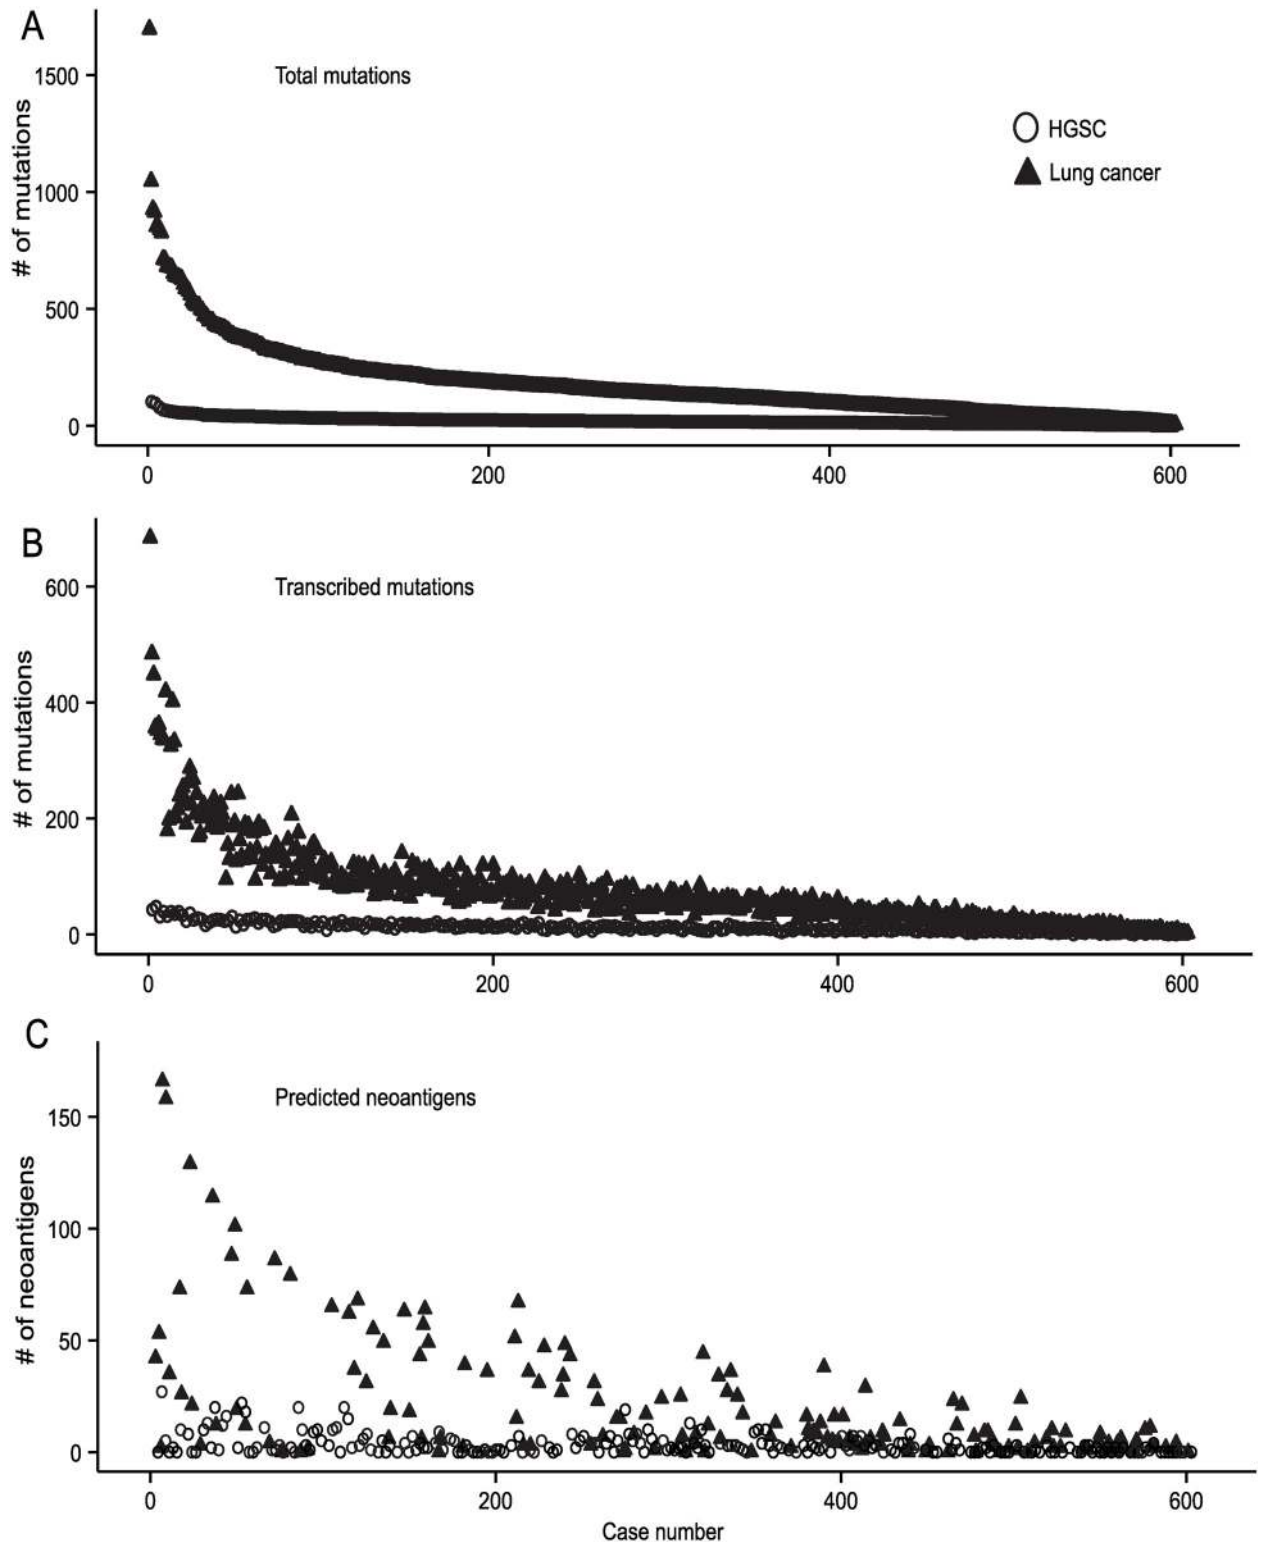 A
Total mutations
1500
1000
500
0
# of mutations
HGSC
Lung cancer
0 200 400 600
B
Transcribed mutations
600
400
200
0
# of mutations
0 200 400 600
C
Predicted neoantigens
150
100
50
0
# of neoantigens
0 200 400 600
Case number